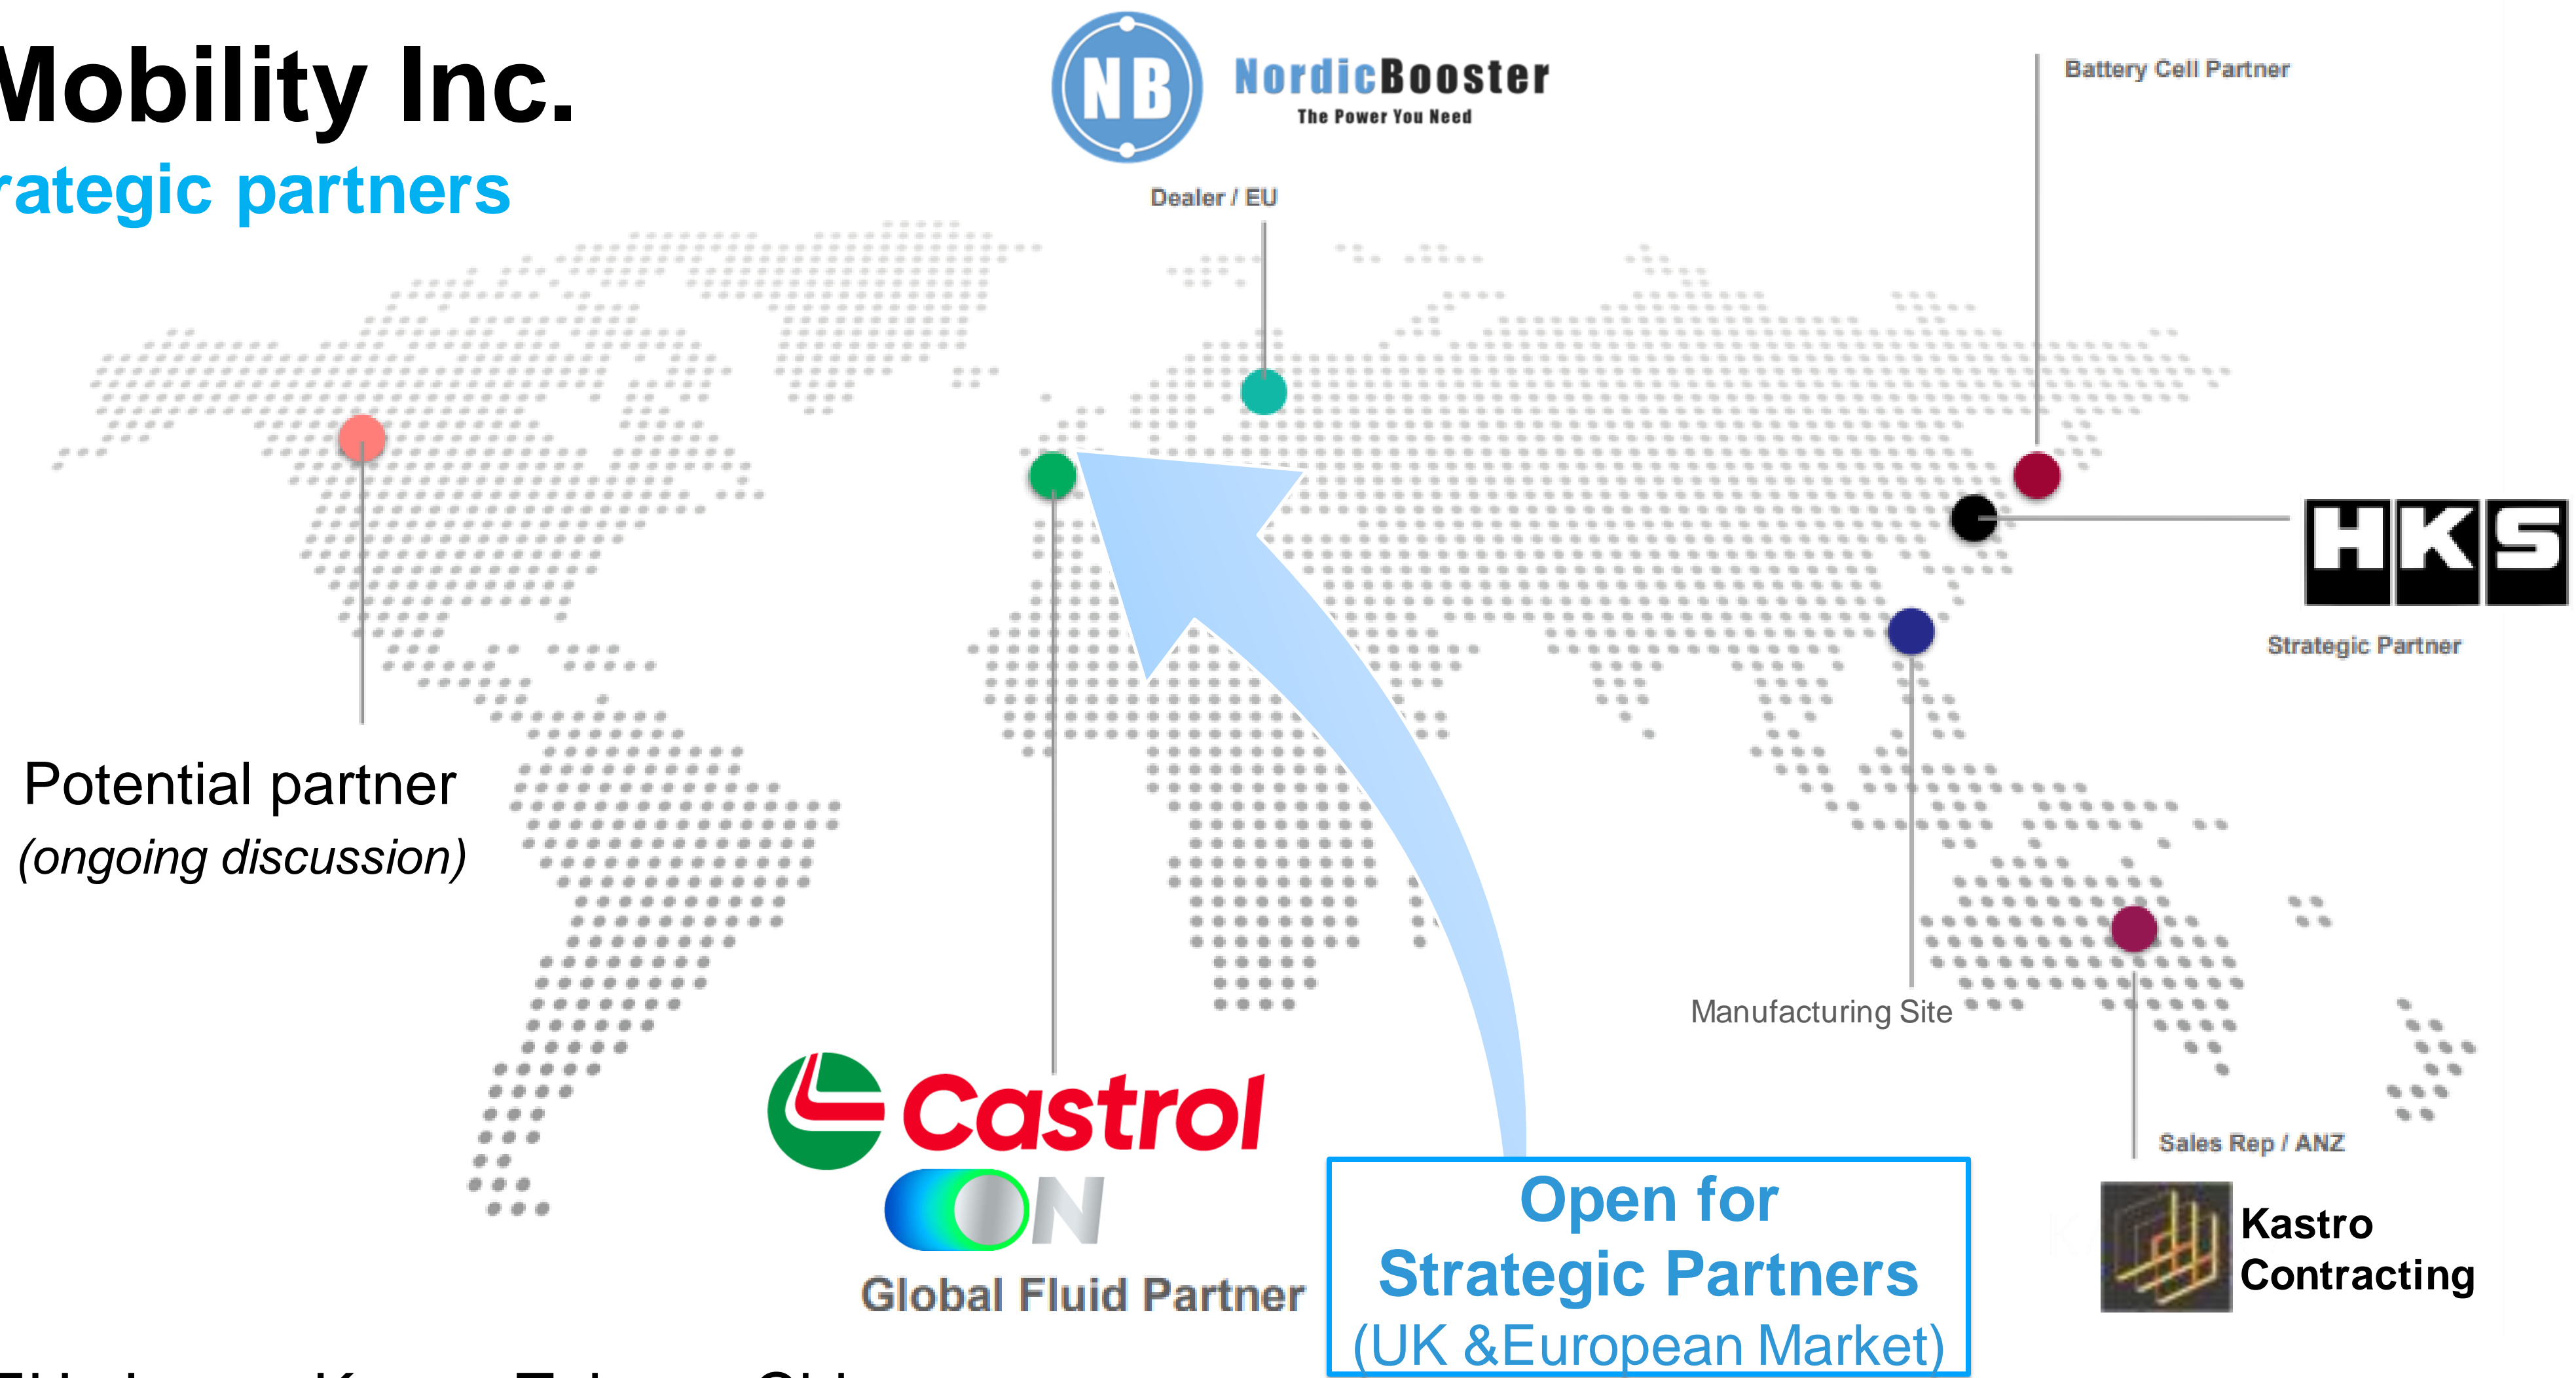 Mobility Inc.
rategic partners
NB
NordicBooster
The Power You Need
Dealer / EU
Battery Cell Partner
HKS
Strategic Partner
Potential partner
(ongoing discussion)
Manufacturing Site
Castrol
ON
Global Fluid Partner
Open for
Strategic Partners
(UK &European Market)
Sales Rep / ANZ
Kastro
Contracting